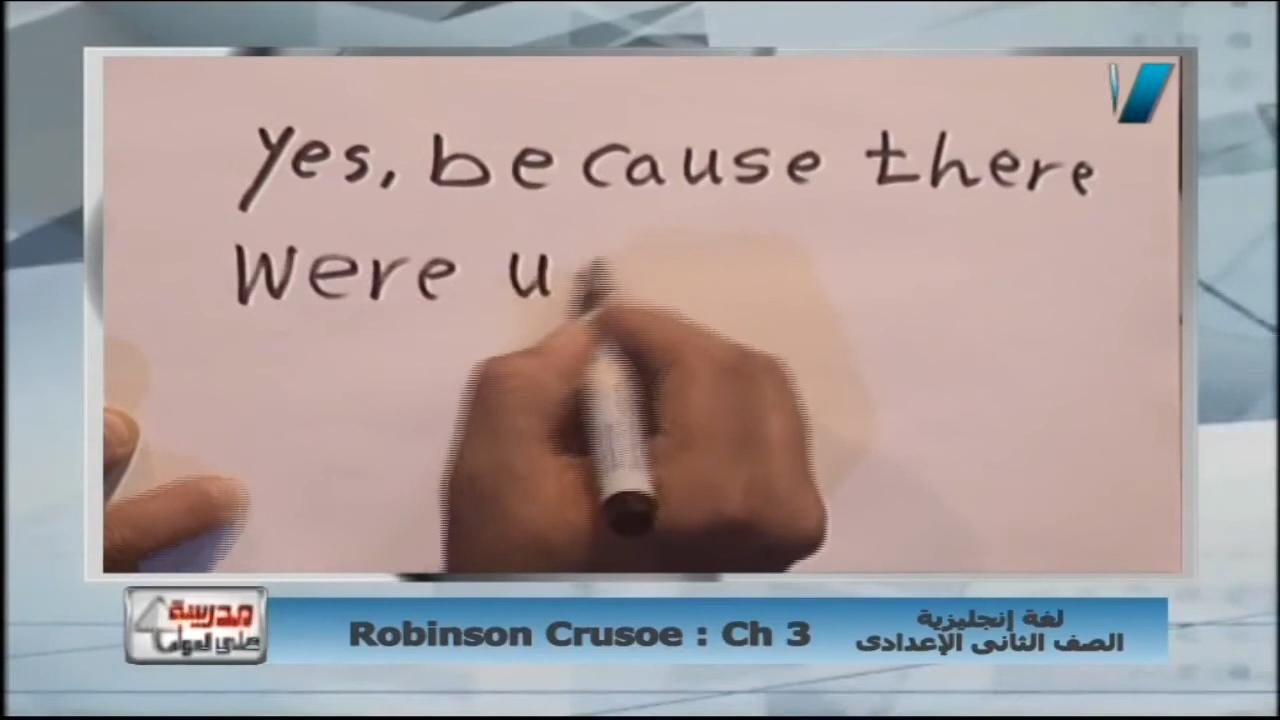 yes, because there
were u
مدرسة
على الهواء
Robinson Crusoe : Ch 3
لغة إنجليزية
الصف الثانى الإعدادى